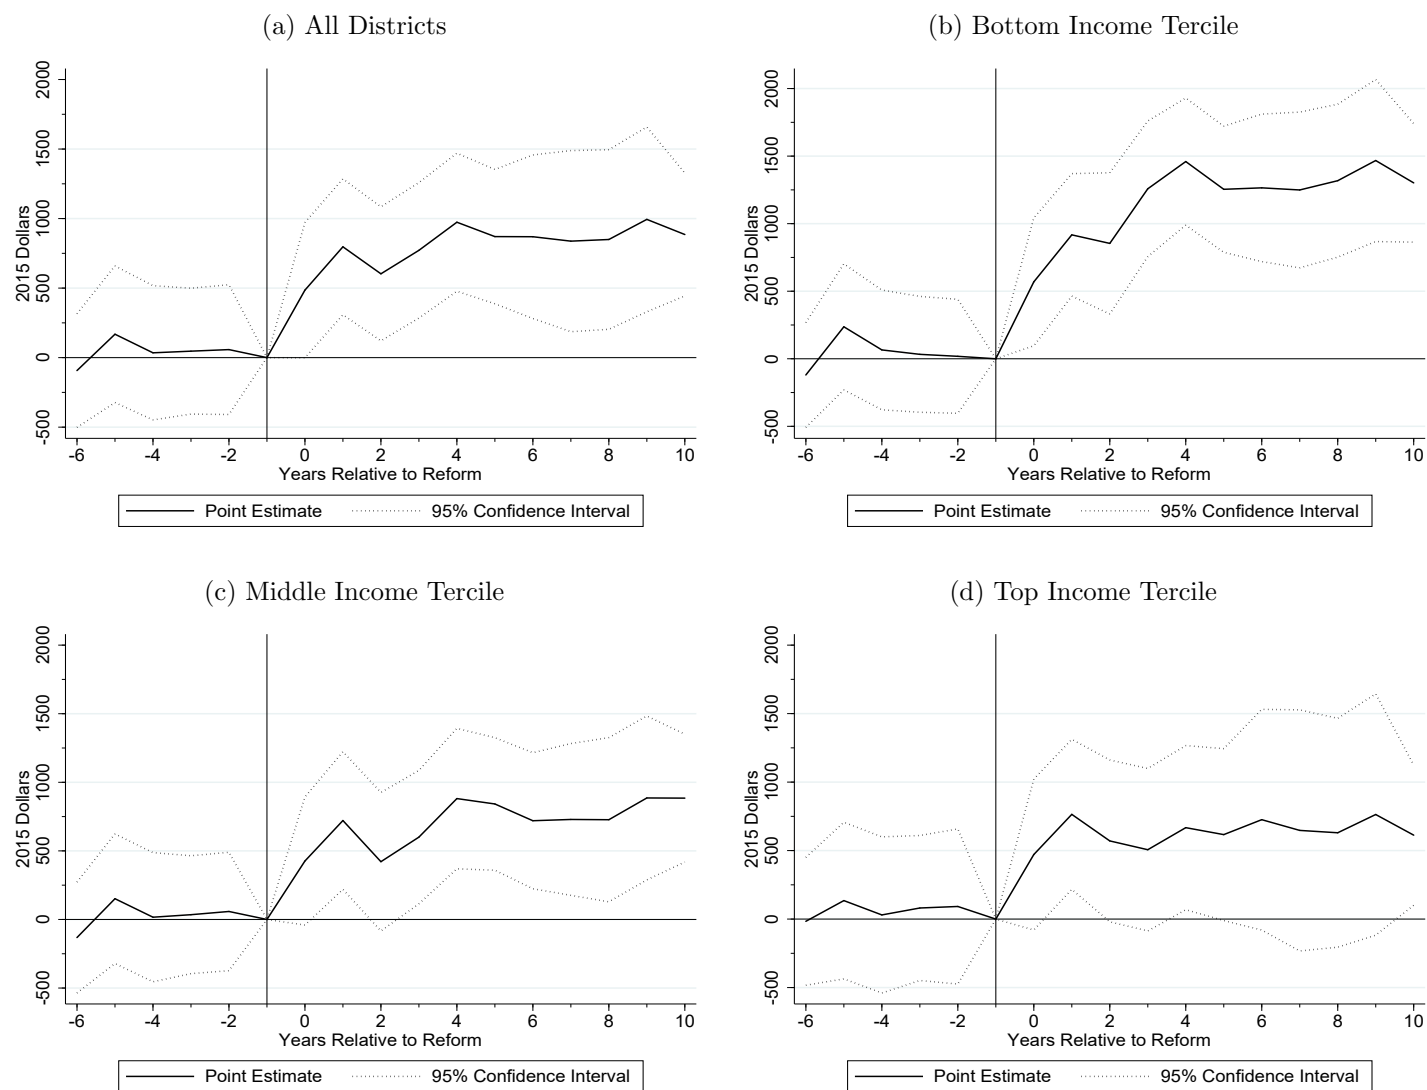 (a) All Districts
2015 Dollars
-500 0 500 1000 1500 2000
-6 -4 -2 0 2 4 6 8 10
Years Relative to Reform
Point Estimate 95% Confidence Interval
(b) Bottom Income Tercile
2015 Dollars
-500 0 500 1000 1500 2000
-6 -4 -2 0 2 4 6 8 10
Years Relative to Reform
Point Estimate 95% Confidence Interval
(c) Middle Income Tercile
2015 Dollars
-500 0 500 1000 1500 2000
-6 -4 -2 0 2 4 6 8 10
Years Relative to Reform
Point Estimate 95% Confidence Interval
(d) Top Income Tercile
2015 Dollars
-500 0 500 1000 1500 2000
-6 -4 -2 0 2 4 6 8 10
Years Relative to Reform
Point Estimate 95% Confidence Interval